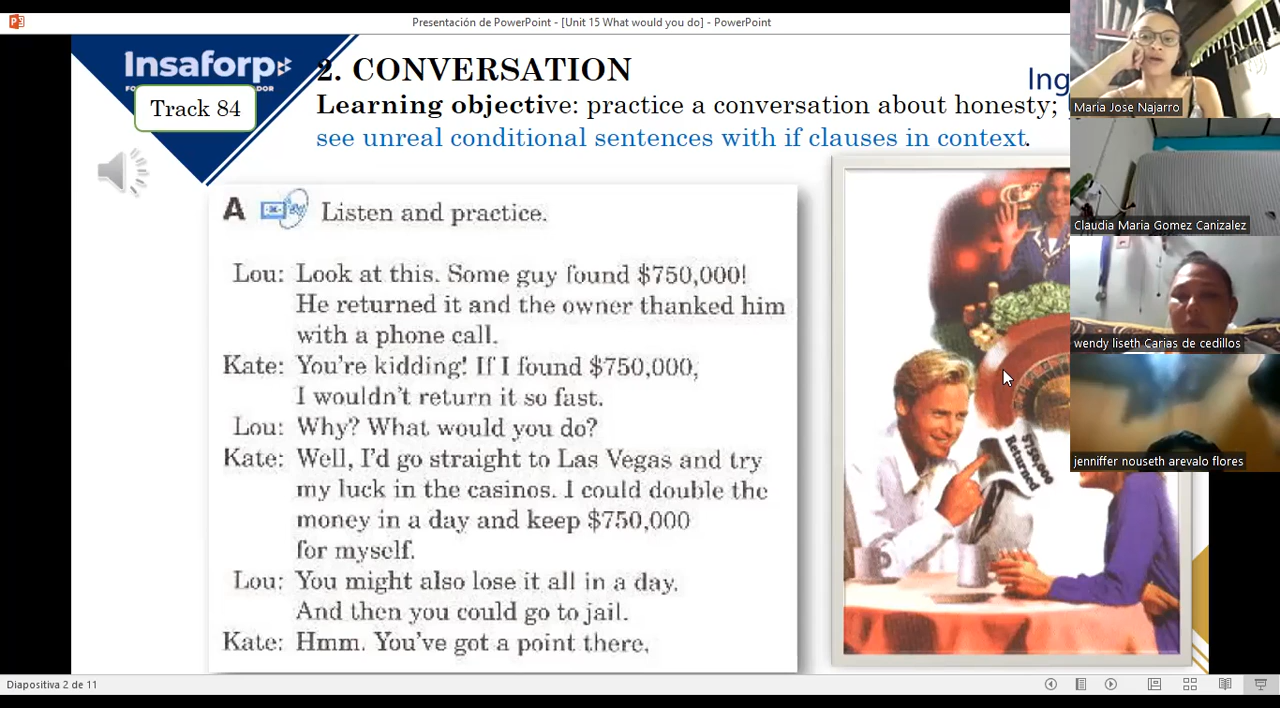 Presentación de PowerPoint - [Unit 15 What would you do] - PowerPoint
Insaforp
Track 84
2. CONVERSATION
Ing
Learning objective: practice a conversation about honesty;
see unreal conditional sentences with if clauses in context.
A Listen and practice.
Lou: Look at this. Some guy found $750,000!
He returned it and the owner thanked him
with a phone call.
Kate: You're kidding! If I found $750,000,
I wouldn't return it so fast.
Lou: Why? What would you do?
Kate: Well, I'd go straight to Las Vegas and try
my luck in the casinos. I could double the
money in a day and keep $750,000
for myself.
Lou: You might also lose it all in a day.
And then you could go to jail.
Kate: Hmm. You've got a point there.
$750,000
Returned
Maria Jose Najarro
Claudia Maria Gomez Canizalez
wendy liseth Carias de cedillos
jenniffer nouseth arevalo flores
Diapositiva 2 de 11